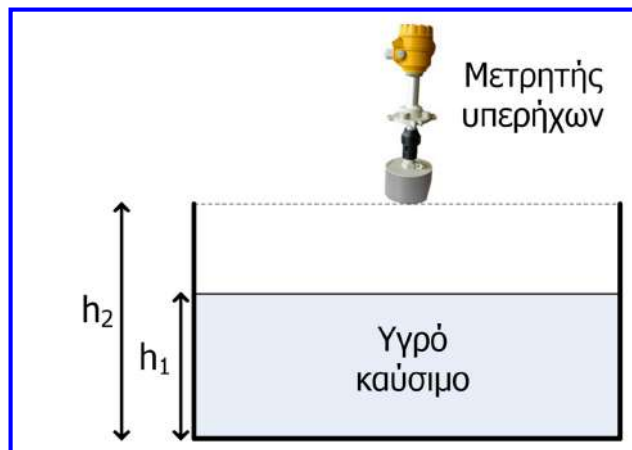 Μετρητής
υπερήχων
h₂
h₁
Υγρό
καύσιμο